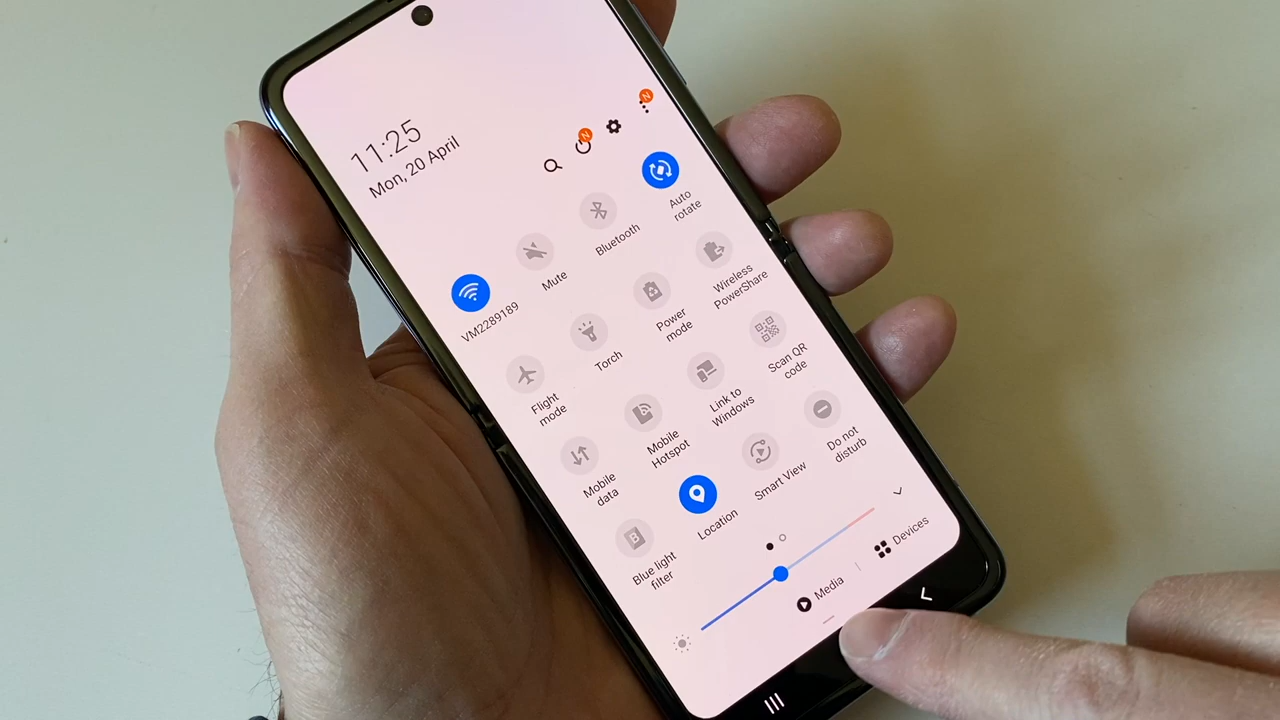 11:25
Mon, 20 April
N
N
VM2289189
Mute
Bluetooth
Auto
rotate
Flight
mode
Torch
Power
mode
Wireless
PowerShare
Mobile
data
Mobile
Hotspot
Link to
Windows
Scan QR
code
B
Blue light
filter
Location
Smart View
Do not
disturb
Media
Devices